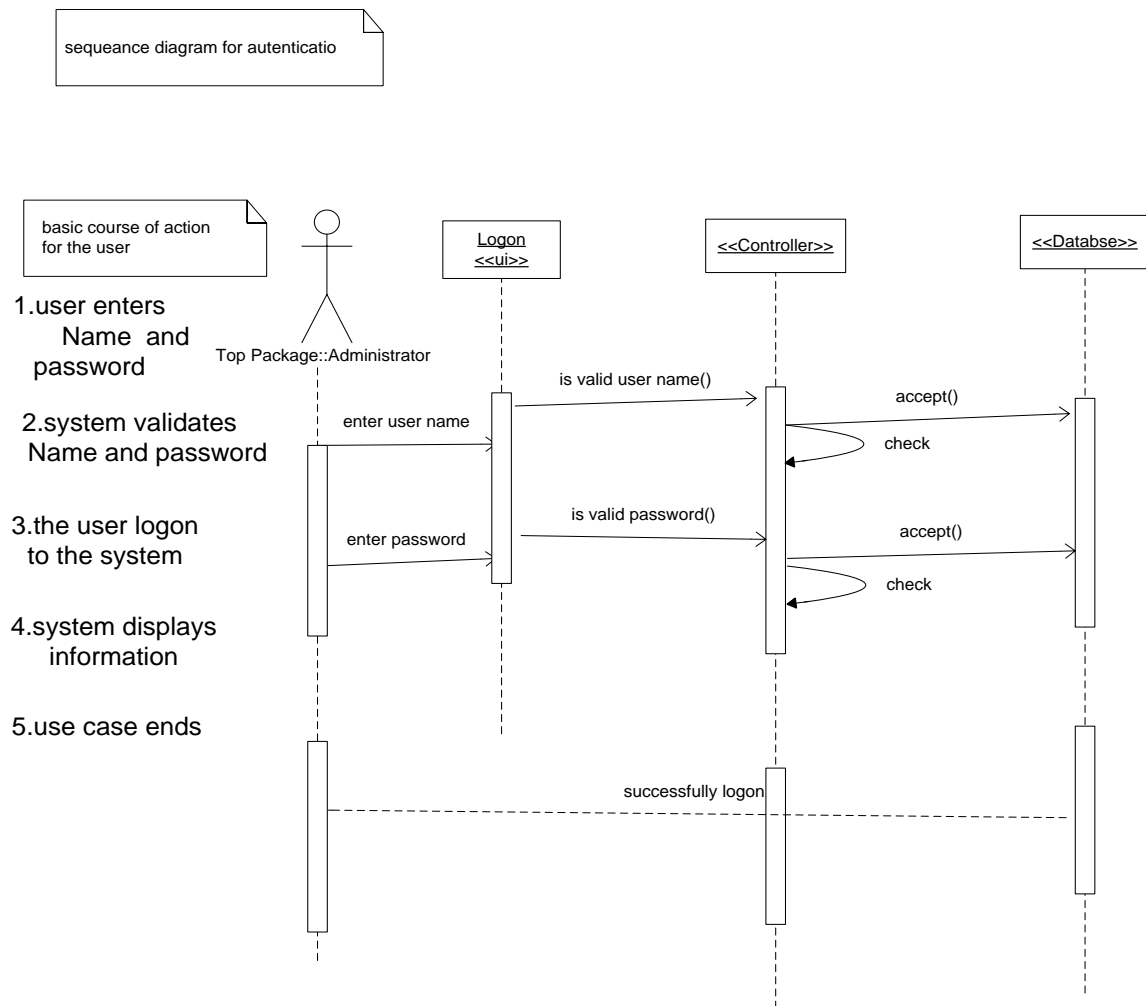 sequeance diagram for autenticatio
basic course of action
for the user
Logon
<<ui>>
<<Controller>>
<<Databse>>
1.user enters
Name and
password
Top Package::Administrator
is valid user name()
accept()
2.system validates
Name and password
enter user name
check
3.the user logon
to the system
is valid password()
accept()
enter password
check
4.system displays
information
5.use case ends
successfully logon